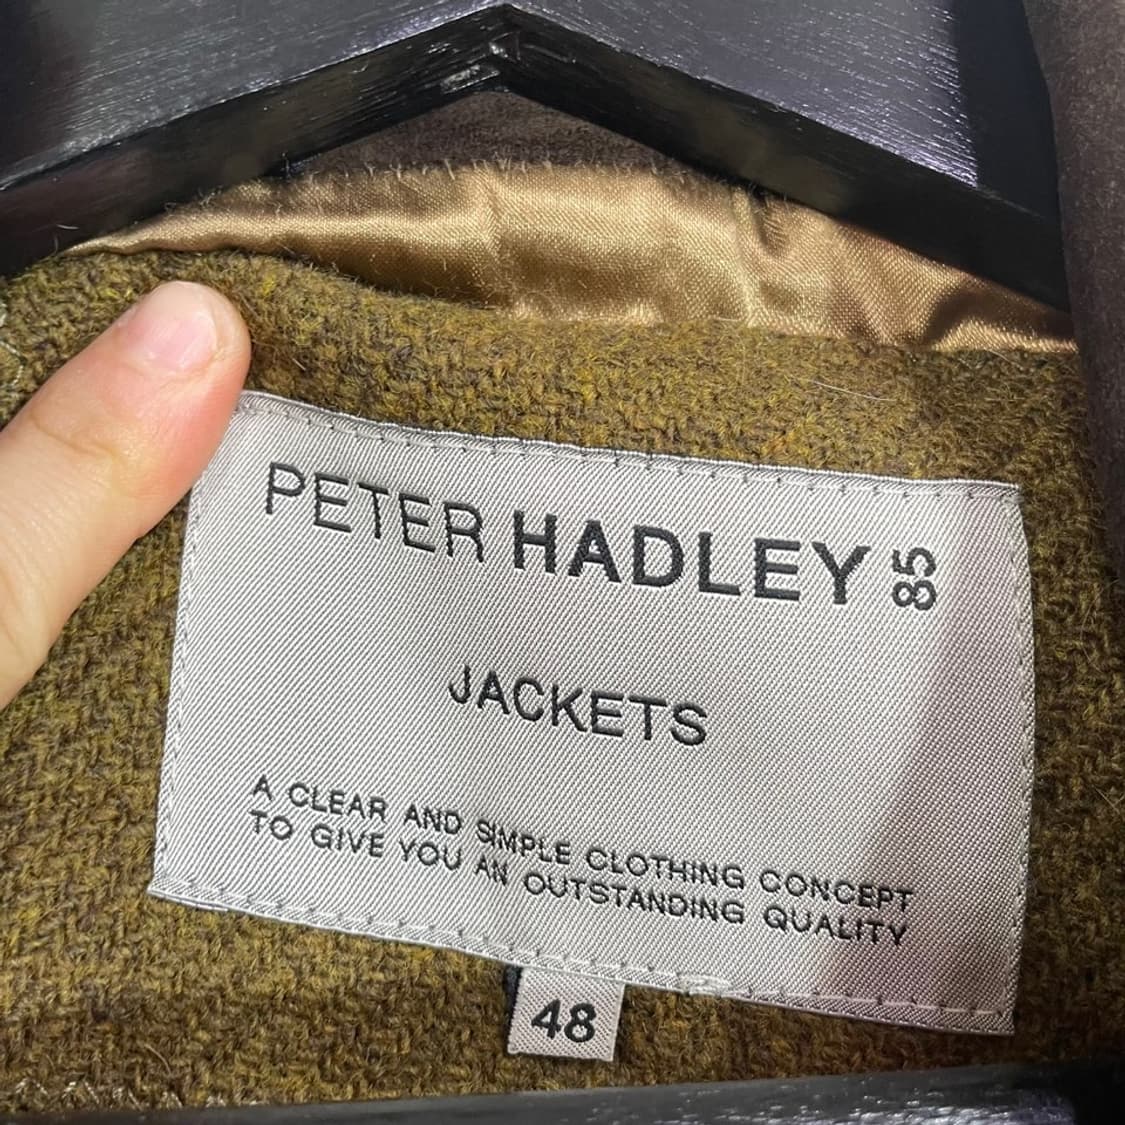 PETER HADLEY 85
JACKETS
A CLEAR AND SIMPLE CLOTHING CONCEPT
TO GIVE YOU AN OUTSTANDING QUALITY
48